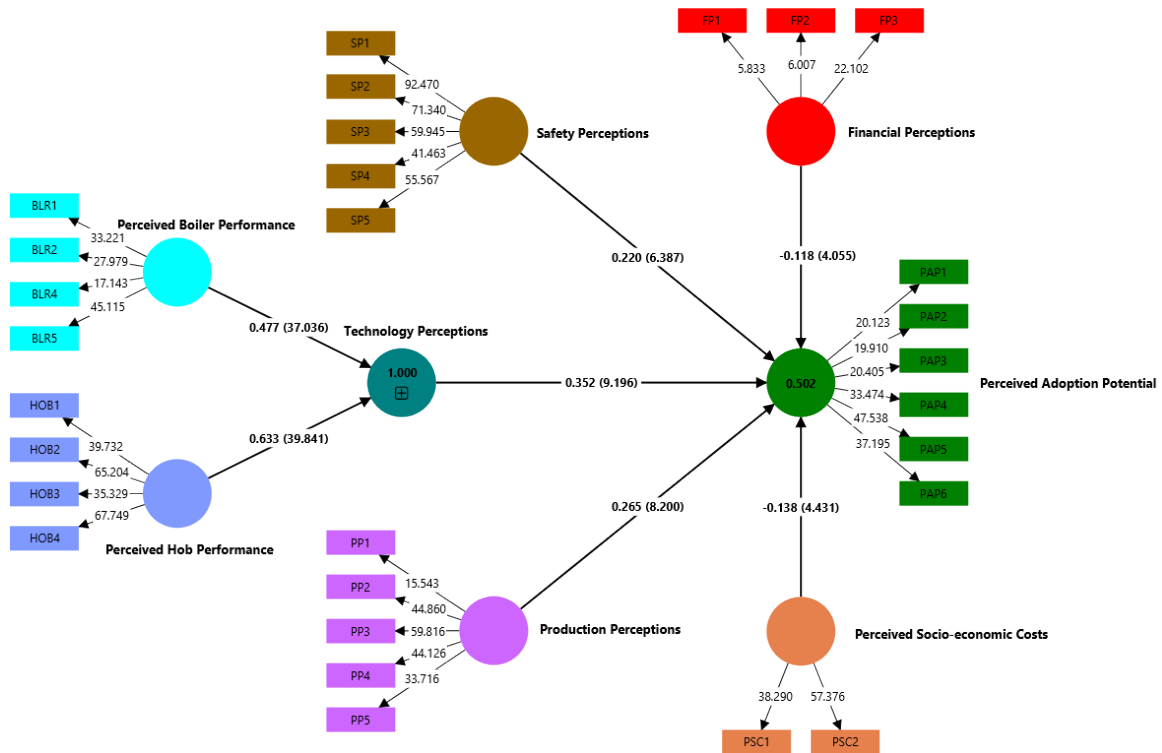 FP1
FP2
FP3
5.833
6.007
22.102
Financial Perceptions
SP1
SP2
SP3
SP4
SP5
92.470
71.340
59.945
41.463
55.567
Safety Perceptions
BLR1
BLR2
BLR4
BLR5
Perceived Boiler Performance
33.221
27.979
17.143
45.115
0.220 (6.387)
-0.118 (4.055)
0.477 (37.036)
Technology Perceptions
1.000
0.352 (9.196)
0.502
PAP1
PAP2
PAP3
PAP4
PAP5
PAP6
20.123
19.910
20.405
33.474
47.538
37.195
Perceived Adoption Potential
HOB1
HOB2
HOB3
HOB4
39.732
65.204
35.329
67.749
0.633 (39.841)
Perceived Hob Performance
0.265 (8.200)
-0.138 (4.431)
PP1
PP2
PP3
PP4
PP5
15.543
44.860
59.816
44.126
33.716
Production Perceptions
Perceived Socio-economic Costs
38.290
57.376
PSC1
PSC2